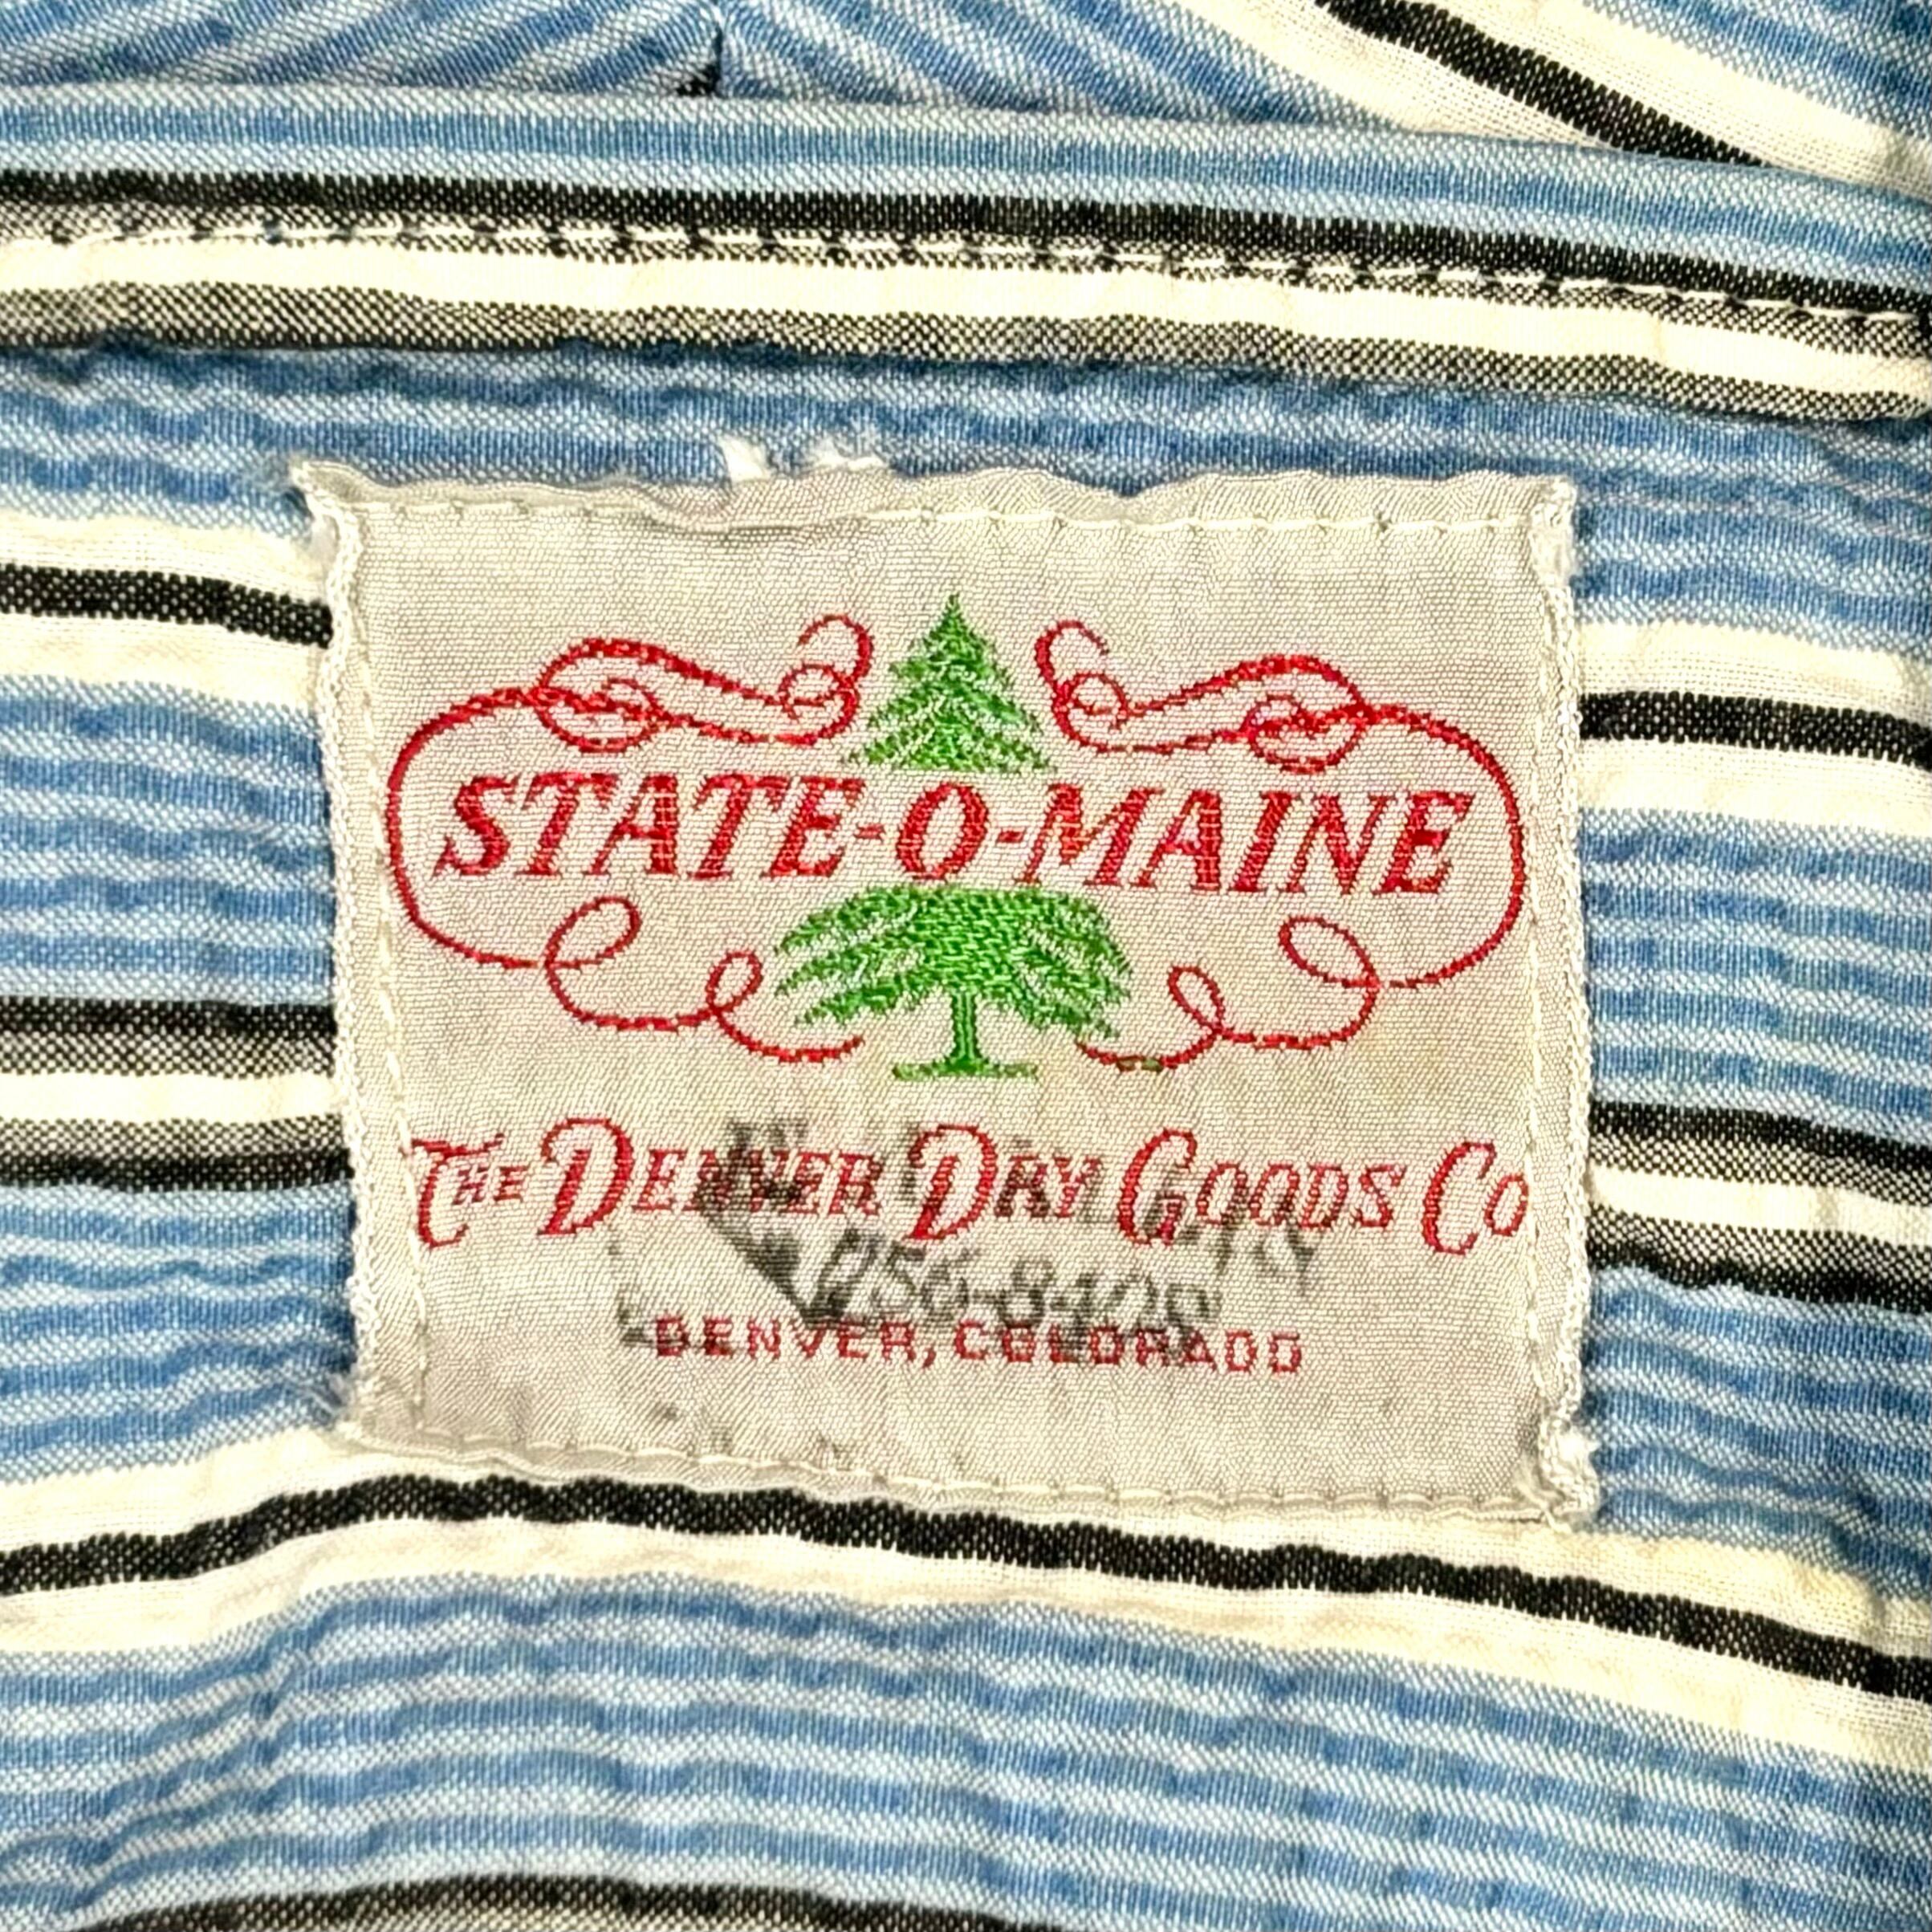 STATE-O-MAINE
THE DENVER DRY GOODS CO
DENVER, COLORADO